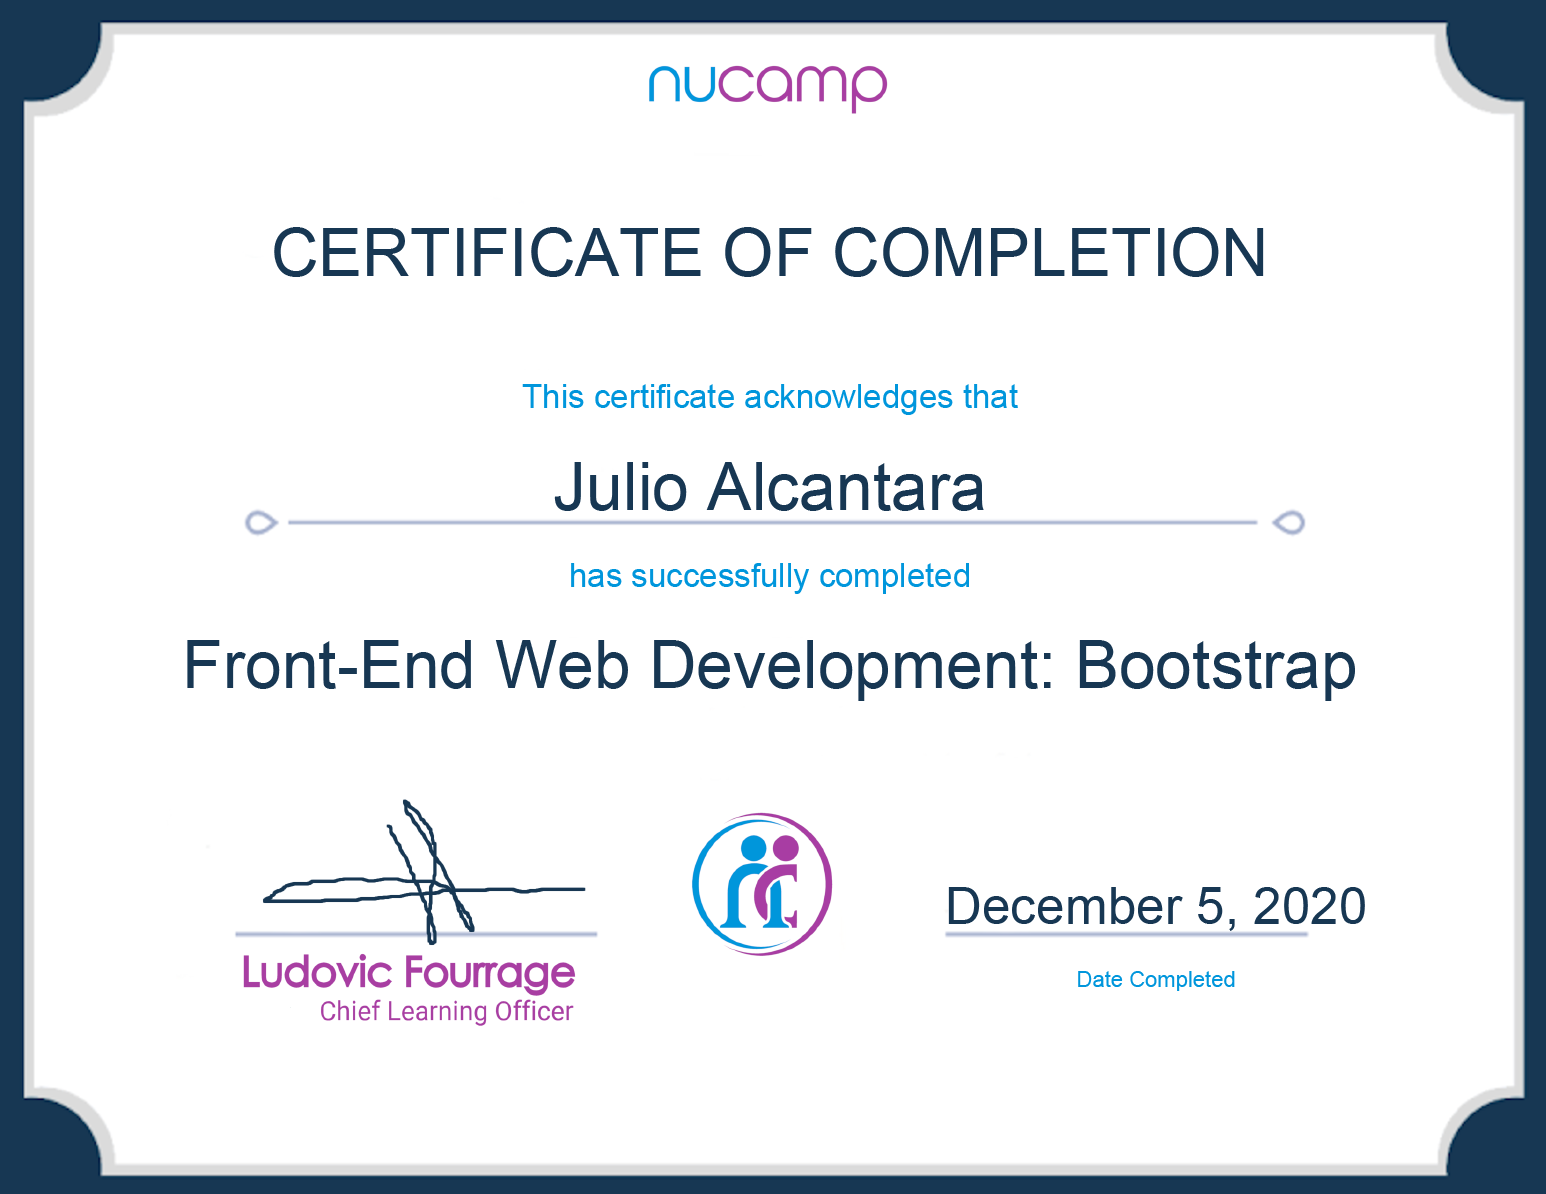 nucamp
CERTIFICATE OF COMPLETION
This certificate acknowledges that
Julio Alcantara
has successfully completed
Front-End Web Development: Bootstrap
December 5, 2020
Ludovic Fourrage
Date Completed
Chief Learning Officer